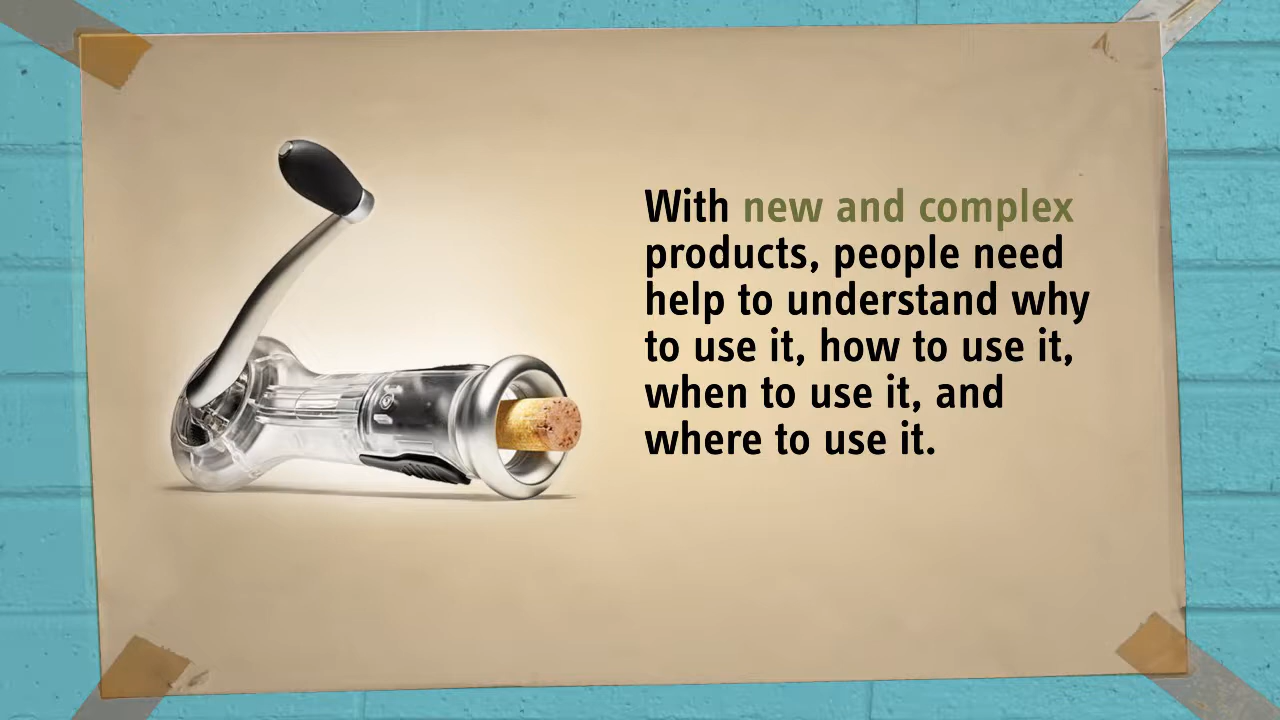 With new and complex
products, people need
help to understand why
to use it, how to use it,
when to use it, and
where to use it.